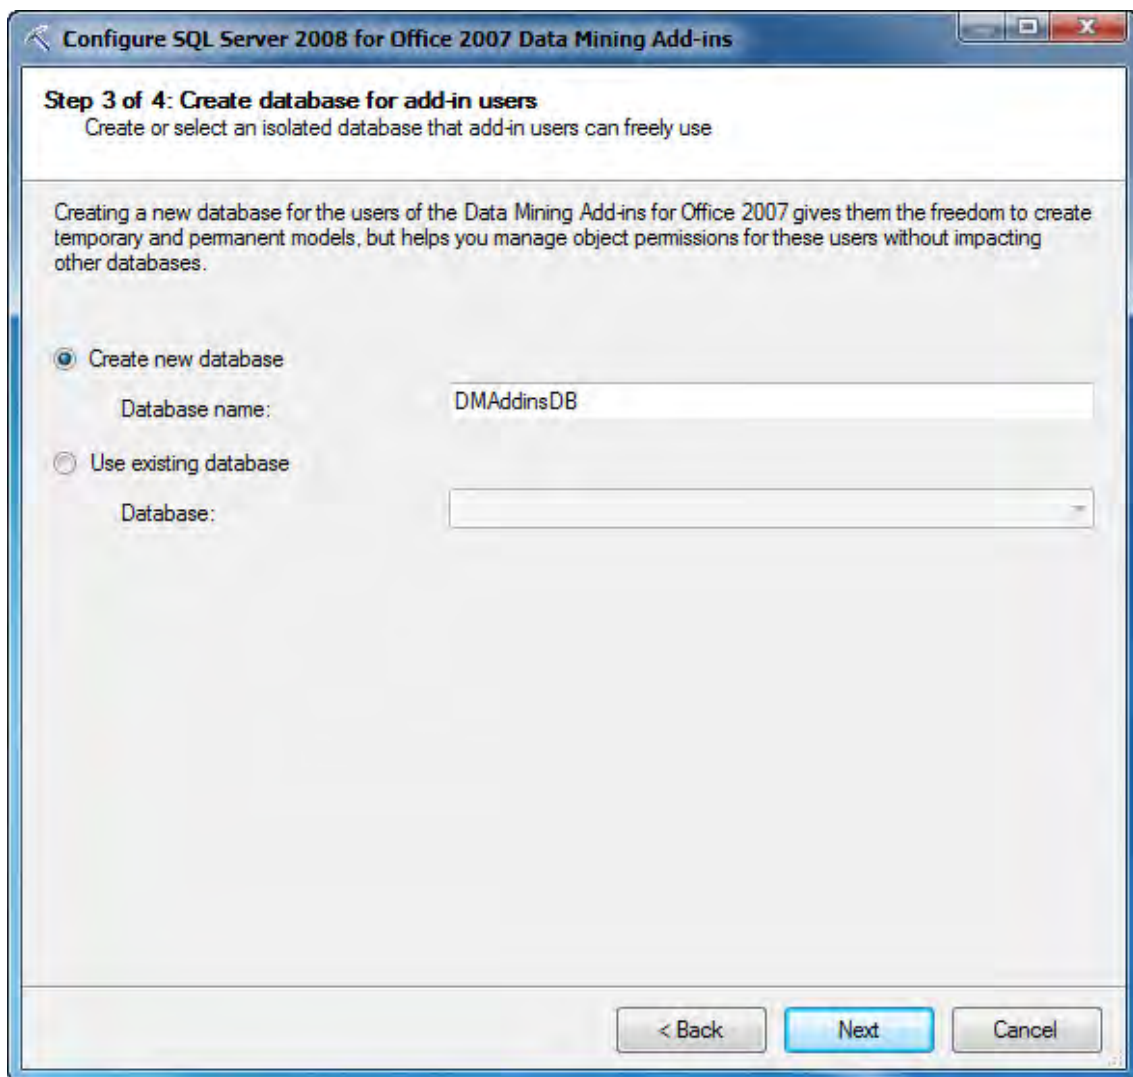 Configure SQL Server 2008 for Office 2007 Data Mining Add-ins
Step 3 of 4: Create database for add-in users
Create or select an isolated database that add-in users can freely use
Creating a new database for the users of the Data Mining Add-ins for Office 2007 gives them the freedom to create
temporary and permanent models, but helps you manage object permissions for these users without impacting
other databases.
Create new database
Database name: DMAddinsDB
Use existing database
Database:
< Back Next Cancel